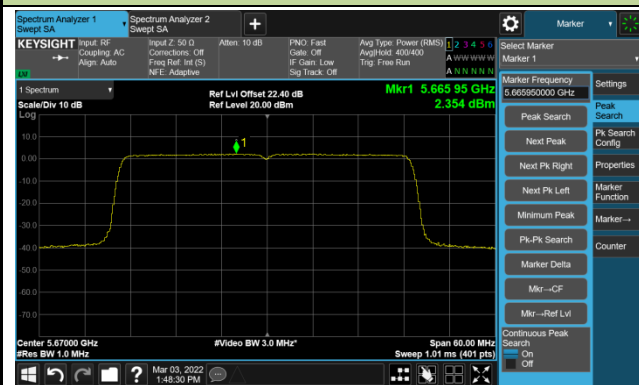 Spectrum Analyzer 1
Swept SA
Spectrum Analyzer 2
Swept SA
+
Marker
KEYSIGHT
Input: RF
Coupling: AC
Align: Auto
Input Z: 50 Ω
Corrections: Off
Freq Ref: Int (S)
NFE: Adaptive
Atten: 10 dB
PNO: Fast
Gate: Off
IF Gain: Low
Sig Track: Off
Avg Type: Power (RMS)
Avg|Hold: 400/400
Trig: Free Run
1 2 3 4 5 6
A W W W W W
A N N N N N
LXI
Select Marker
Marker 1
1 Spectrum
Scale/Div 10 dB
Log
Ref Lvl Offset 22.40 dB
Ref Level 20.00 dBm
Mkr1 5.665 95 GHz
2.354 dBm
10.0
0.00
-10.0
-20.0
-30.0
-40.0
-50.0
-60.0
-70.0
1
Center 5.67000 GHz
#Res BW 1.0 MHz
#Video BW 3.0 MHz*
Span 60.00 MHz
Sweep 1.01 ms (401 pts)
Marker Frequency
5.665950000 GHz
Peak Search
Next Peak
Next Pk Right
Next Pk Left
Minimum Peak
Pk-Pk Search
Marker Delta
Mkr→CF
Mkr→Ref Lvl
Continuous Peak
Search
On
Off
Settings
Peak
Search
Pk Search
Config
Properties
Marker
Function
Marker→
Counter
?
Mar 03, 2022
1:48:30 PM